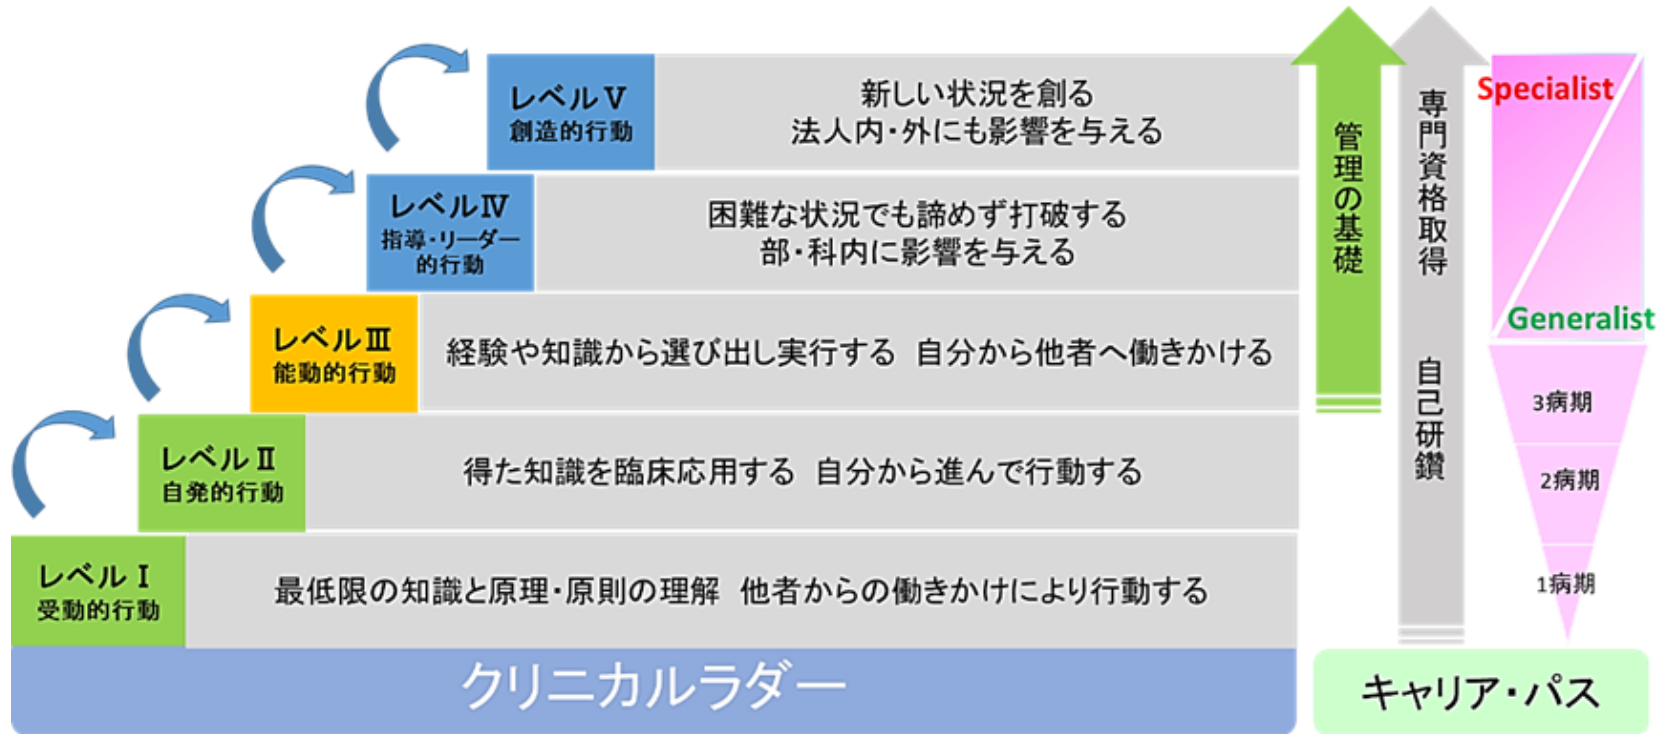 レベルⅤ
創造的行動
新しい状況を創る
法人内・外にも影響を与える
レベルⅣ
指導・リーダー
的行動
困難な状況でも諦めず打破する
部・科内に影響を与える
レベルⅢ
能動的行動
経験や知識から選び出し実行する 自分から他者へ働きかける
レベルⅡ
自発的行動
得た知識を臨床応用する 自分から進んで行動する
レベルⅠ
受動的行動
最低限の知識と原理・原則の理解 他者からの働きかけにより行動する
クリニカルラダー
管理の基礎
専門資格取得 自己研鑽
Specialist
Generalist
3病期
2病期
1病期
キャリア・パス